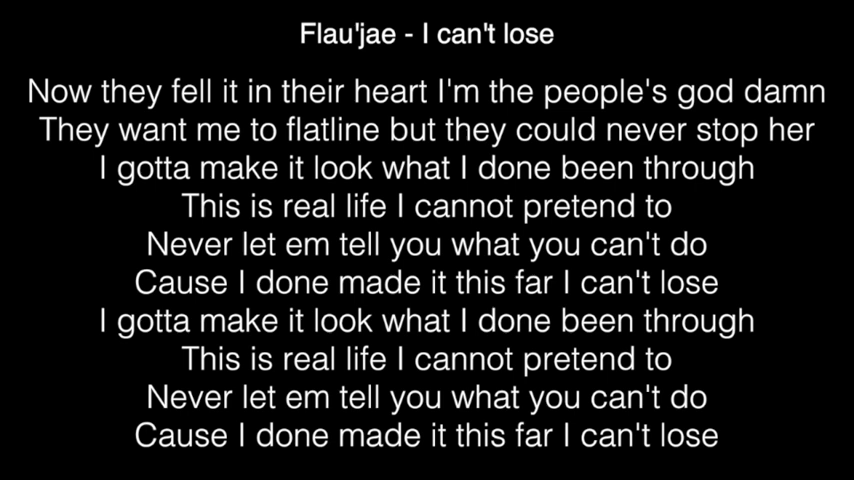 Flau'jae - I can't lose
Now they fell it in their heart I'm the people's god damn
They want me to flatline but they could never stop her
I gotta make it look what I done been through
This is real life I cannot pretend to
Never let em tell you what you can't do
Cause I done made it this far I can't lose
I gotta make it look what I done been through
This is real life I cannot pretend to
Never let em tell you what you can't do
Cause I done made it this far I can't lose